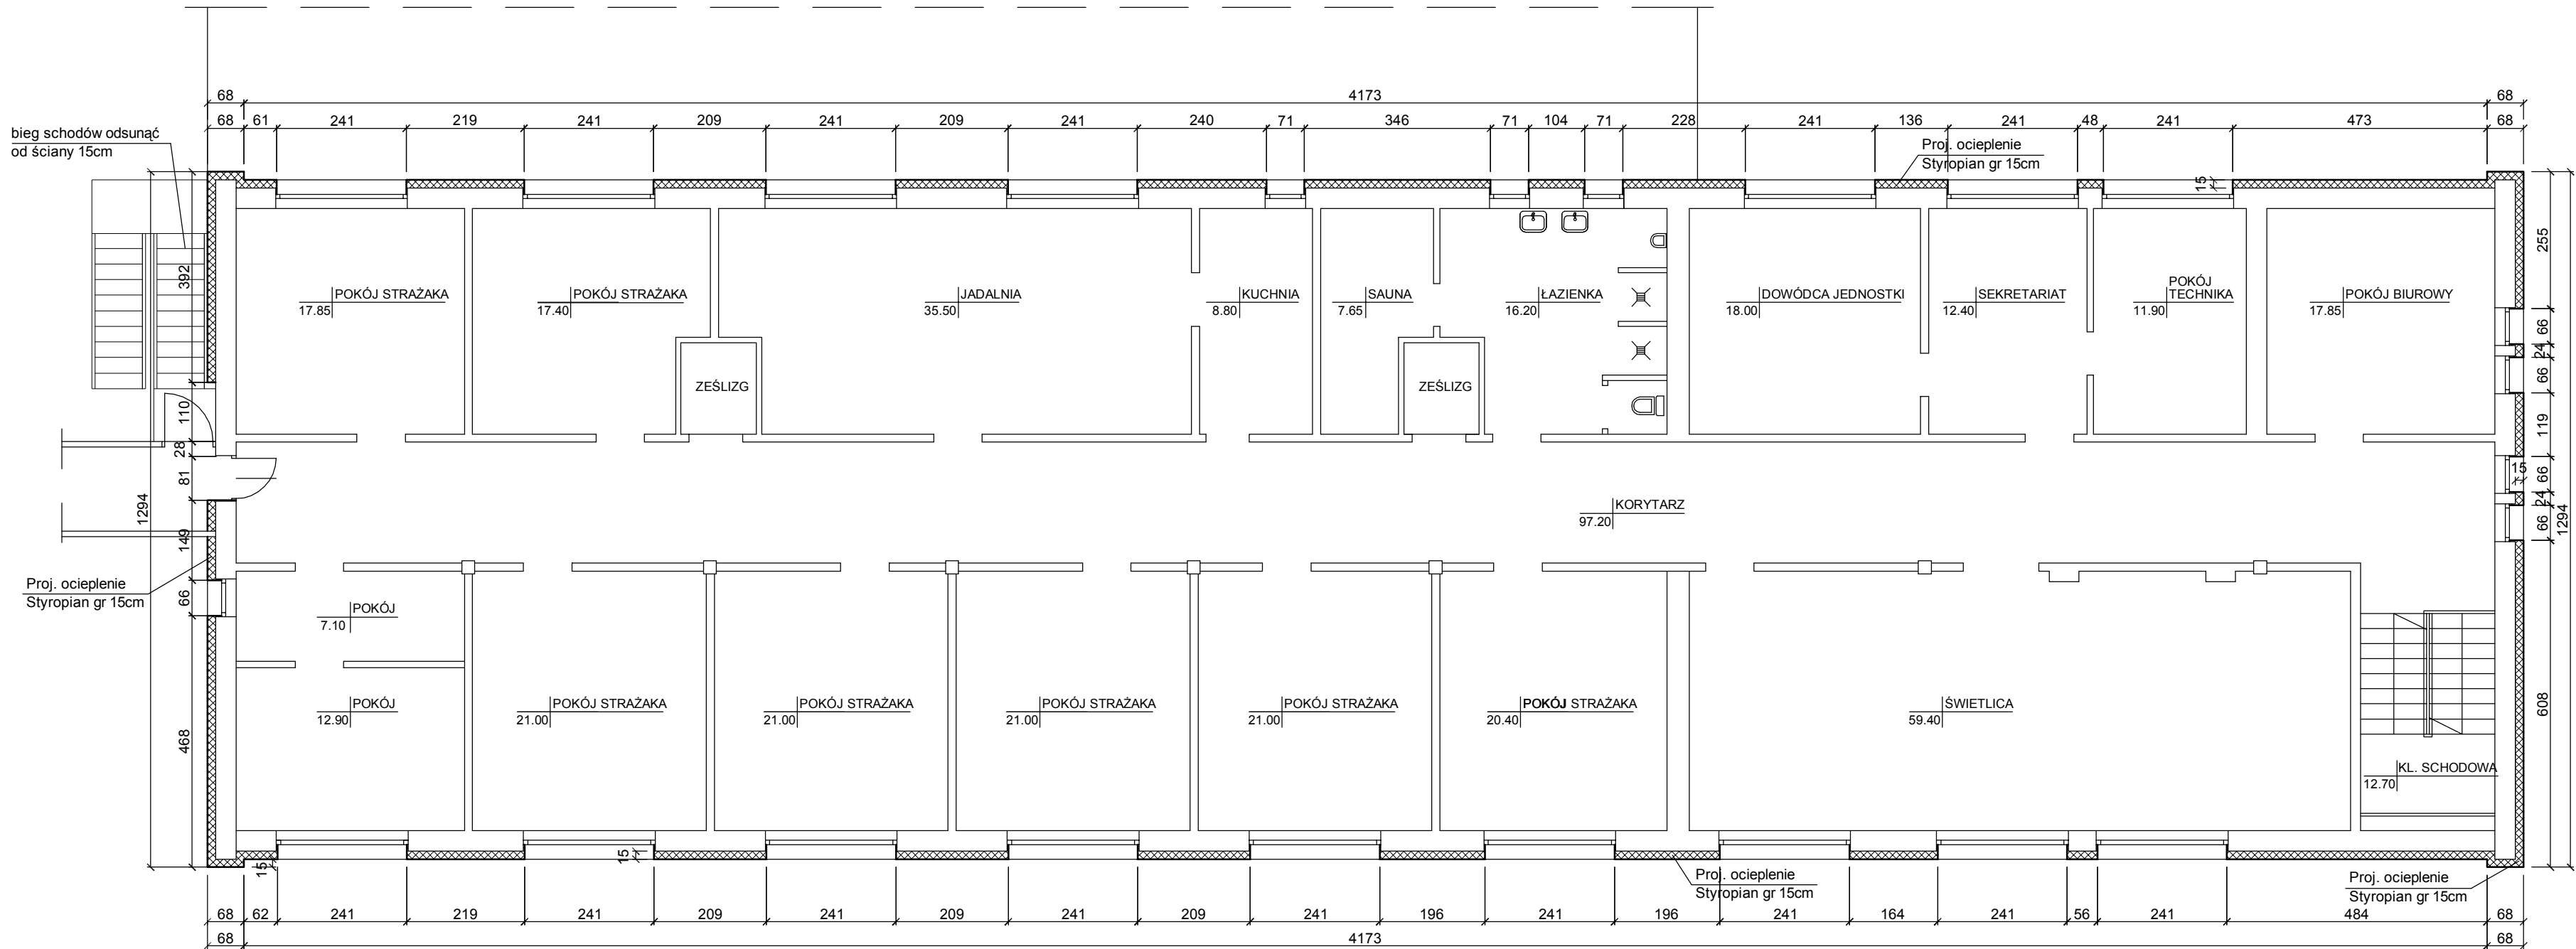 68
4173
68
68
61
241
219
241
209
241
209
241
240
71
346
71
104
71
228
241
136
241
48
241
473
68
bieg schodów odsunąć
od ściany 15cm
Proj. ocieplenie
Styropian gr 15cm
15
392
110
28
81
149
66
468
1294
255
66
24
66
119
66
24
66
608
1294
15
POKÓJ STRAŻAKA
17.85
POKÓJ STRAŻAKA
17.40
JADALNIA
35.50
KUCHNIA
8.80
SAUNA
7.65
ŁAZIENKA
16.20
DOWÓDCA JEDNOSTKI
18.00
SEKRETARIAT
12.40
POKÓJ
TECHNIKA
11.90
POKÓJ BIUROWY
17.85
ZEŚLIZG
ZEŚLIZG
KORYTARZ
97.20
Proj. ocieplenie
Styropian gr 15cm
POKÓJ
7.10
POKÓJ
12.90
POKÓJ STRAŻAKA
21.00
POKÓJ STRAŻAKA
21.00
POKÓJ STRAŻAKA
21.00
POKÓJ STRAŻAKA
21.00
POKÓJ STRAŻAKA
20.40
ŚWIETLICA
59.40
KL. SCHODOWA
12.70
15
15
Proj. ocieplenie
Styropian gr 15cm
Proj. ocieplenie
Styropian gr 15cm
68
62
241
219
241
209
241
209
241
209
241
196
241
196
241
164
241
56
241
484
68
68
4173
68